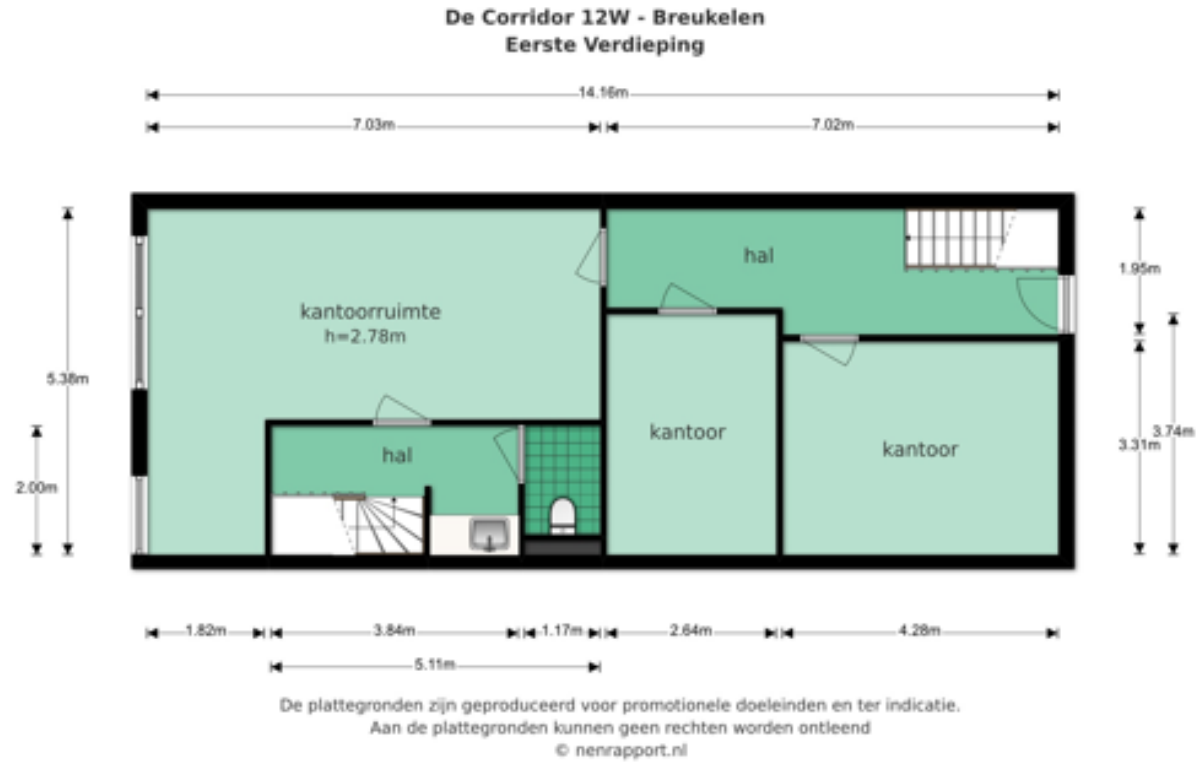 De Corridor 12W - Breukelen
Eerste Verdieping
14.16m
7.03m
7.02m
hal
1.95m
kantoorruimte
h=2.78m
5.38m
kantoor
3.74m
3.31m
kantoor
hal
2.00m
1.82m
3.84m
1.17m
2.64m
4.28m
5.11m
De plattegronden zijn geproduceerd voor promotionele doeleinden en ter indicatie.
Aan de plattegronden kunnen geen rechten worden ontleend
© nenrapport.nl